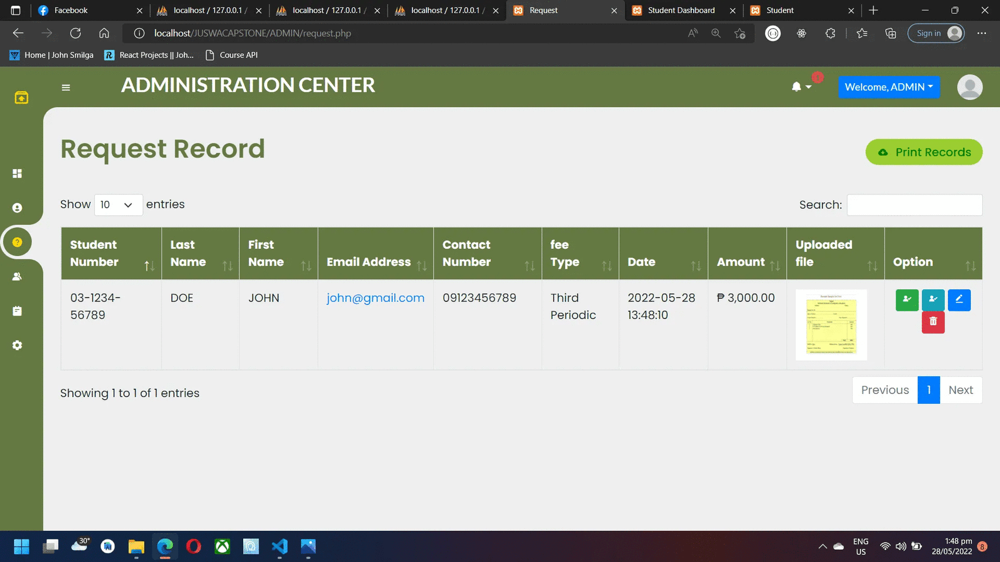 Facebook
localhost / 127.0.0.1 /
localhost / 127.0.0.1 /
localhost / 127.0.0.1 /
Request
Student Dashboard
Student
localhost/JUSWACAPSTONE/ADMIN/request.php
Sign in
Home | John Smilga
React Projects || Joh...
Course API
ADMINISTRATION CENTER
Welcome, ADMIN
Request Record
Print Records
Show 10 entries
Search:
Student Number
Last Name
First Name
Email Address
Contact Number
fee Type
Date
Amount
Uploaded file
Option
03-1234-56789
DOE
JOHN
john@gmail.com
09123456789
Third Periodic
2022-05-28 13:48:10
₱ 3,000.00
Showing 1 to 1 of 1 entries
Previous 1 Next
30°
ENG
US
1:48 pm
28/05/2022
8